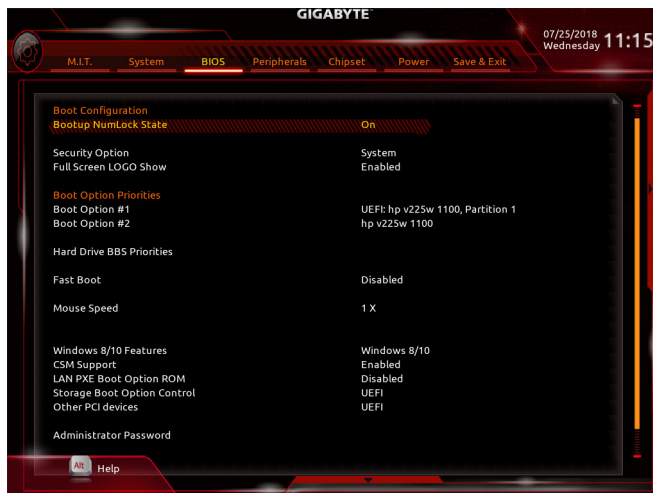 GIGABYTE™
07/25/2018
Wednesday
11:15
M.I.T. System BIOS Peripherals Chipset Power Save & Exit
Boot Configuration
Bootup NumLock State On
Security Option System
Full Screen LOGO Show Enabled
Boot Option Priorities
Boot Option #1 UEFI: hp v225w 1100, Partition 1
Boot Option #2 hp v225w 1100
Hard Drive BBS Priorities
Fast Boot Disabled
Mouse Speed 1 X
Windows 8/10 Features Windows 8/10
CSM Support Enabled
LAN PXE Boot Option ROM Disabled
Storage Boot Option Control UEFI
Other PCI devices UEFI
Administrator Password
Alt Help